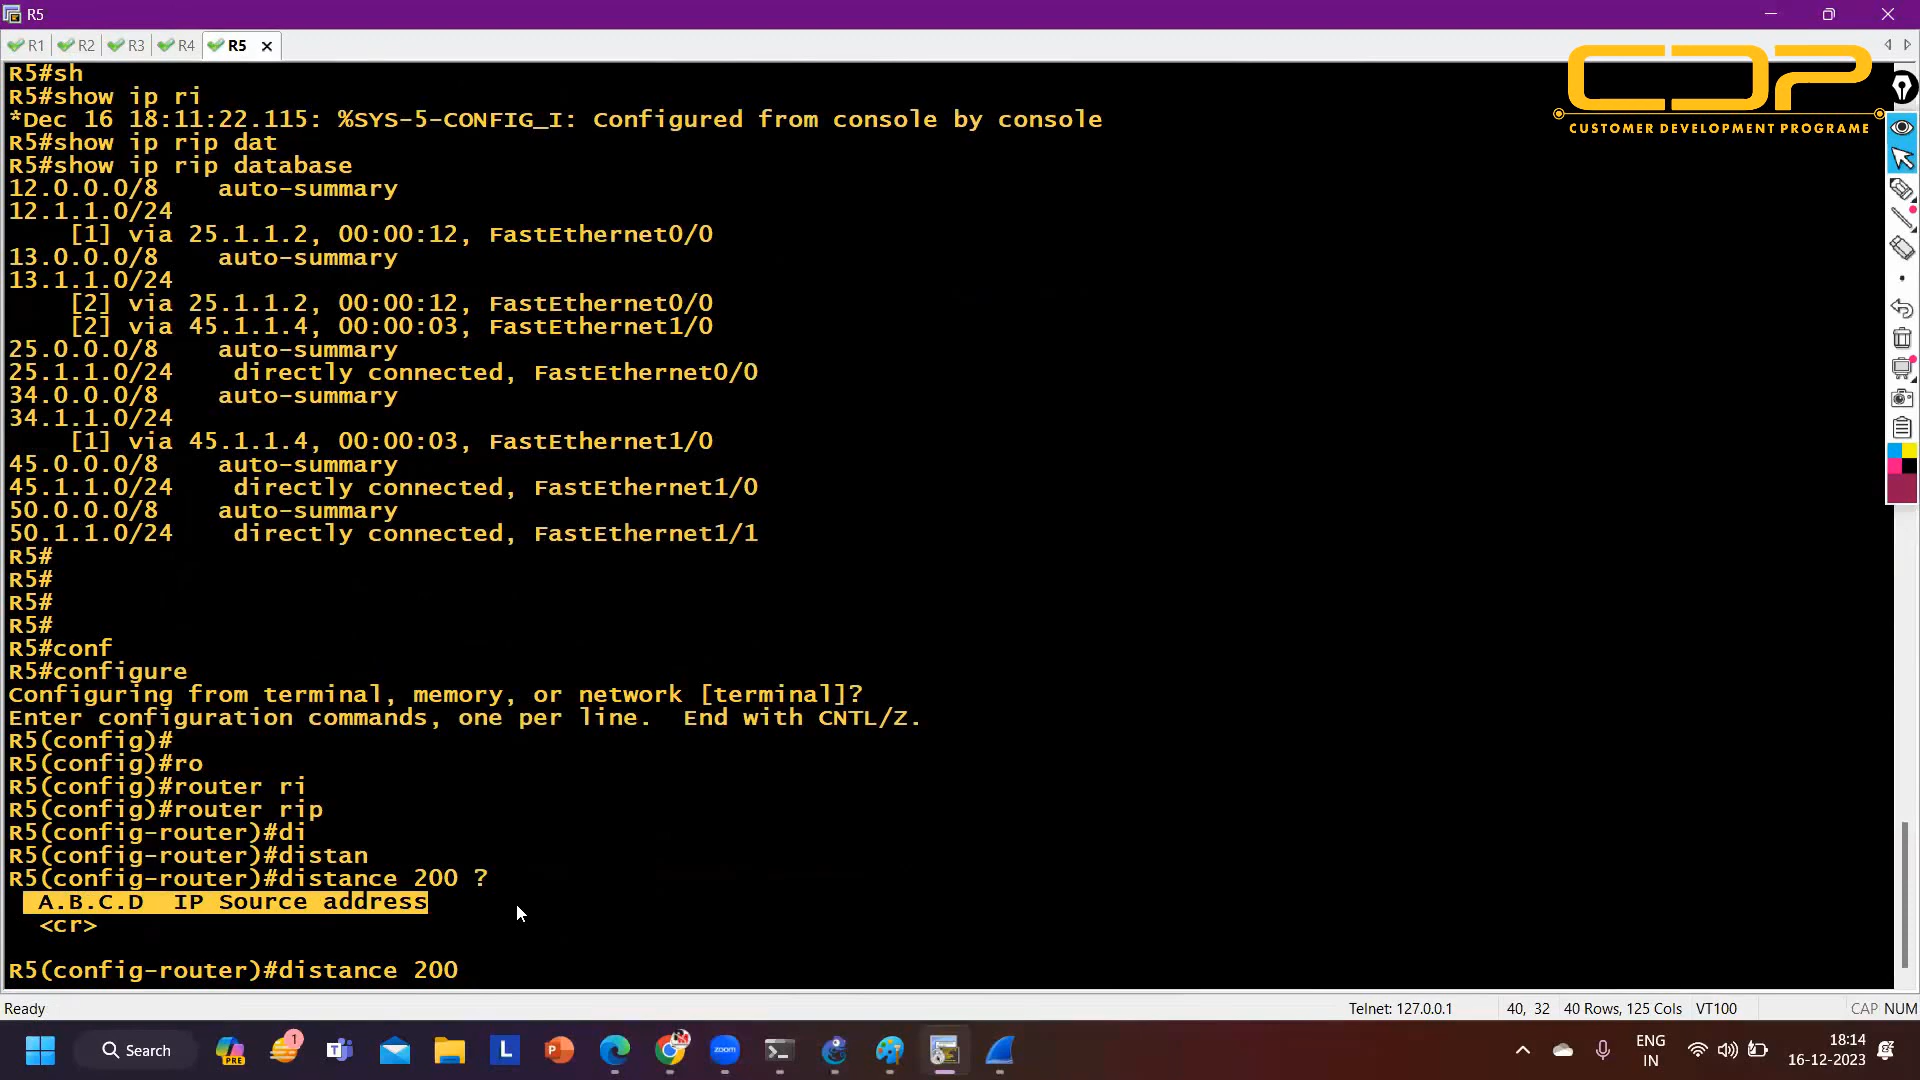 R5
R1 R2 R3 R4 R5
CDP
CUSTOMER DEVELOPMENT PROGRAME
R5#sh
R5#show ip ri
*Dec 16 18:11:22.115: %SYS-5-CONFIG_I: Configured from console by console
R5#show ip rip dat
R5#show ip rip database
12.0.0.0/8    auto-summary
12.1.1.0/24
    [1] via 25.1.1.2, 00:00:12, FastEthernet0/0
13.0.0.0/8    auto-summary
13.1.1.0/24
    [2] via 25.1.1.2, 00:00:12, FastEthernet0/0
    [2] via 45.1.1.4, 00:00:03, FastEthernet1/0
25.0.0.0/8    auto-summary
25.1.1.0/24    directly connected, FastEthernet0/0
34.0.0.0/8    auto-summary
34.1.1.0/24
    [1] via 45.1.1.4, 00:00:03, FastEthernet1/0
45.0.0.0/8    auto-summary
45.1.1.0/24    directly connected, FastEthernet1/0
50.0.0.0/8    auto-summary
50.1.1.0/24    directly connected, FastEthernet1/1
R5#
R5#
R5#
R5#
R5#conf
R5#configure
Configuring from terminal, memory, or network [terminal]?
Enter configuration commands, one per line.  End with CNTL/Z.
R5(config)#
R5(config)#ro
R5(config)#router ri
R5(config)#router rip
R5(config-router)#di
R5(config-router)#distan
R5(config-router)#distance 200 ?
  A.B.C.D  IP Source address
  <cr>
R5(config-router)#distance 200
Ready Telnet: 127.0.0.1 40, 32 40 Rows, 125 Cols VT100 CAP NUM
Search PRE 1 L zoom ENG 18:14
IN 16-12-2023